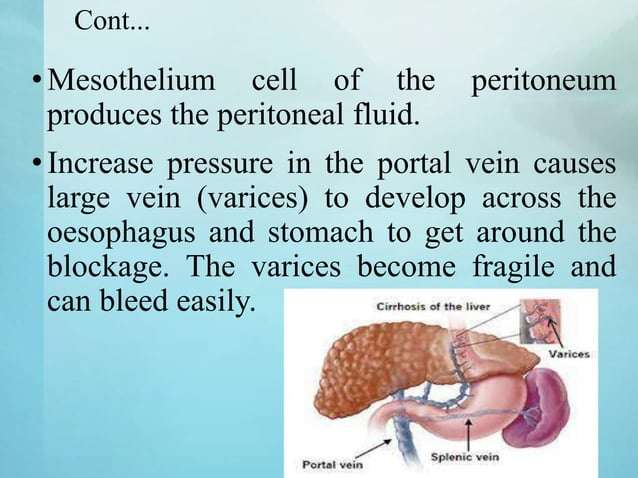 Cont...
•Mesothelium cell of the peritoneum
produces the peritoneal fluid.
•Increase pressure in the portal vein causes
large vein (varices) to develop across the
oesophagus and stomach to get around the
blockage. The varices become fragile and
can bleed easily.
Cirrhosis of the liver
Varices
Portal vein
Splenic vein